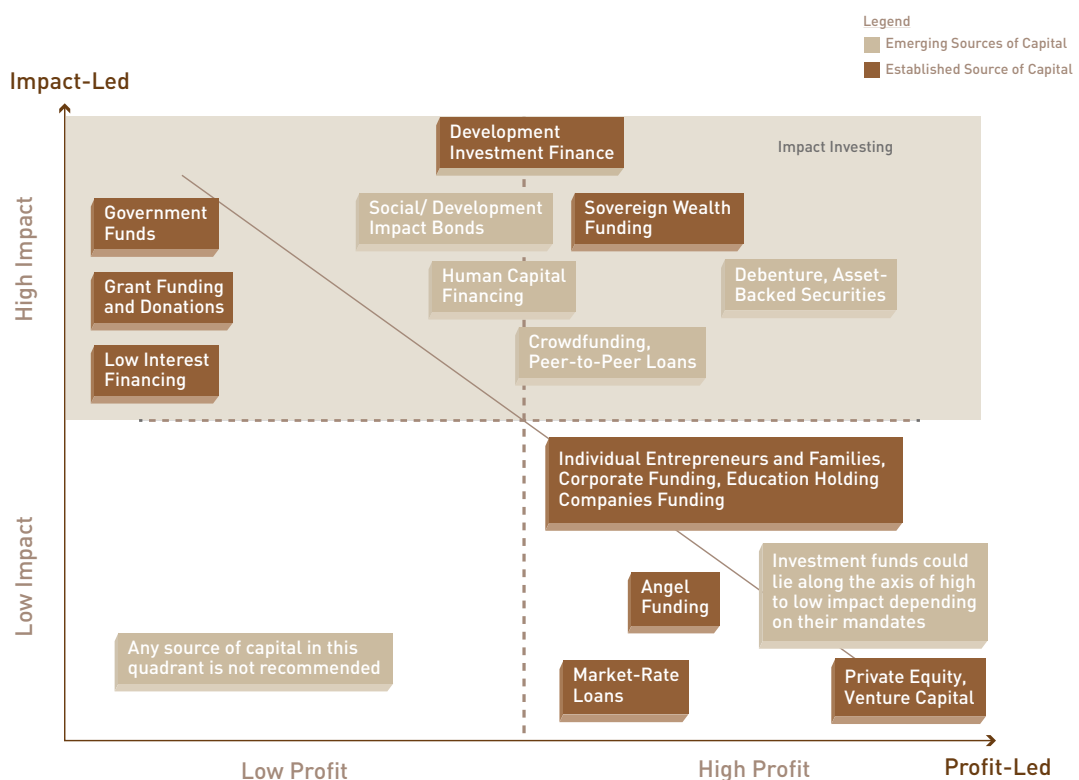 Legend
Emerging Sources of Capital
Established Source of Capital
Impact-Led
Development
Investment Finance
Impact Investing
Social/ Development
Impact Bonds
Sovereign Wealth
Funding
Government
Funds
Human Capital
Financing
Debenture, Asset-
Backed Securities
Grant Funding
and Donations
Crowdfunding,
Peer-to-Peer Loans
Low Interest
Financing
High Impact
Individual Entrepreneurs and Families,
Corporate Funding, Education Holding
Companies Funding
Investment funds could
lie along the axis of high
to low impact depending
on their mandates
Angel
Funding
Low Impact
Any source of capital in this
quadrant is not recommended
Market-Rate
Loans
Private Equity,
Venture Capital
Low Profit
High Profit
Profit-Led